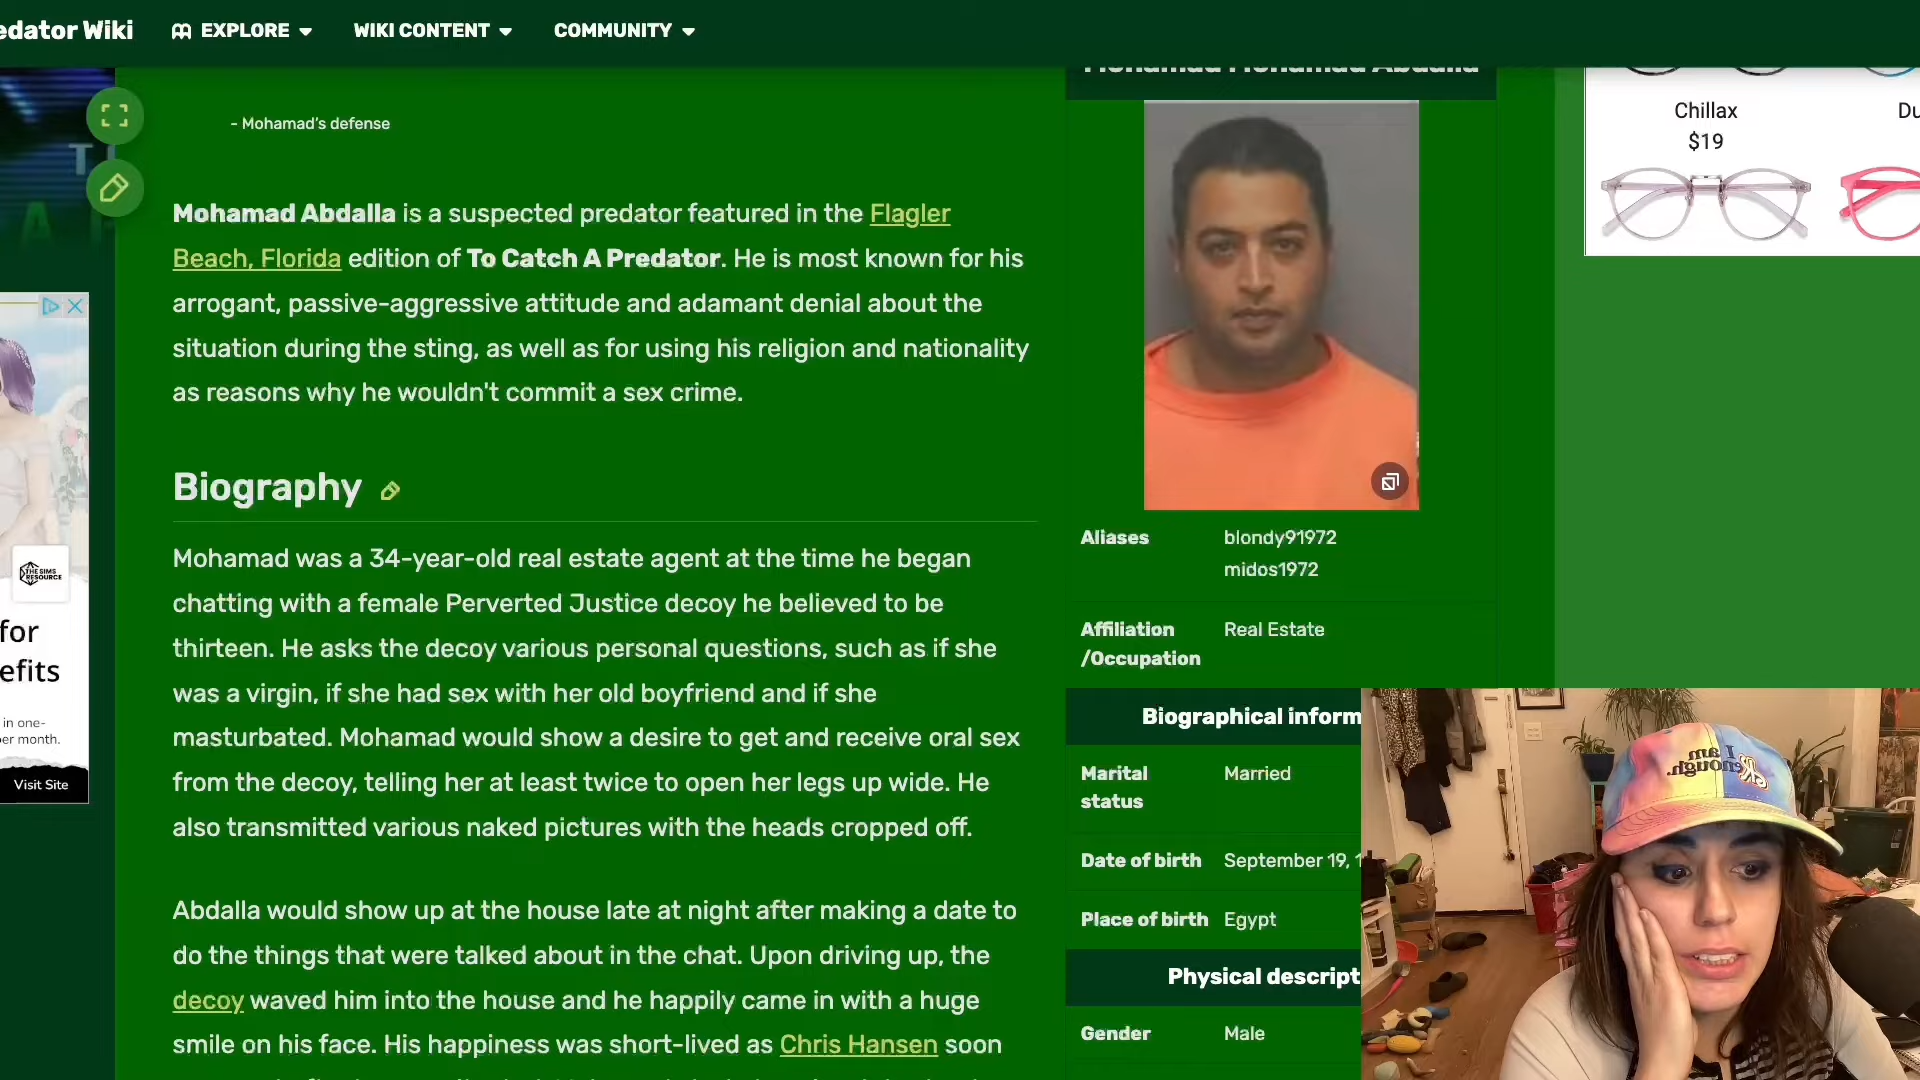 edator Wiki
EXPLORE
WIKI CONTENT
COMMUNITY
Mohamad Mohamad Abdalla
- Mohamad's defense
Mohamad Abdalla is a suspected predator featured in the Flagler
Beach, Florida edition of To Catch A Predator. He is most known for his
arrogant, passive-aggressive attitude and adamant denial about the
situation during the sting, as well as for using his religion and nationality
as reasons why he wouldn't commit a sex crime.
Biography
Mohamad was a 34-year-old real estate agent at the time he began
chatting with a female Perverted Justice decoy he believed to be
thirteen. He asks the decoy various personal questions, such as if she
was a virgin, if she had sex with her old boyfriend and if she
masturbated. Mohamad would show a desire to get and receive oral sex
from the decoy, telling her at least twice to open her legs up wide. He
also transmitted various naked pictures with the heads cropped off.
Abdalla would show up at the house late at night after making a date to
do the things that were talked about in the chat. Upon driving up, the
decoy waved him into the house and he happily came in with a huge
smile on his face. His happiness was short-lived as Chris Hansen soon
Aliases
blondy91972
midos1972
Affiliation
/Occupation
Real Estate
Biographical inform
Marital
status
Married
Date of birth
September 19, 1
Place of birth
Egypt
Physical descript
Gender
Male
Chillax
$19
Du
THE SIMS
RESOURCE
for
efits
in one-
er month.
Visit Site
I am
enough.